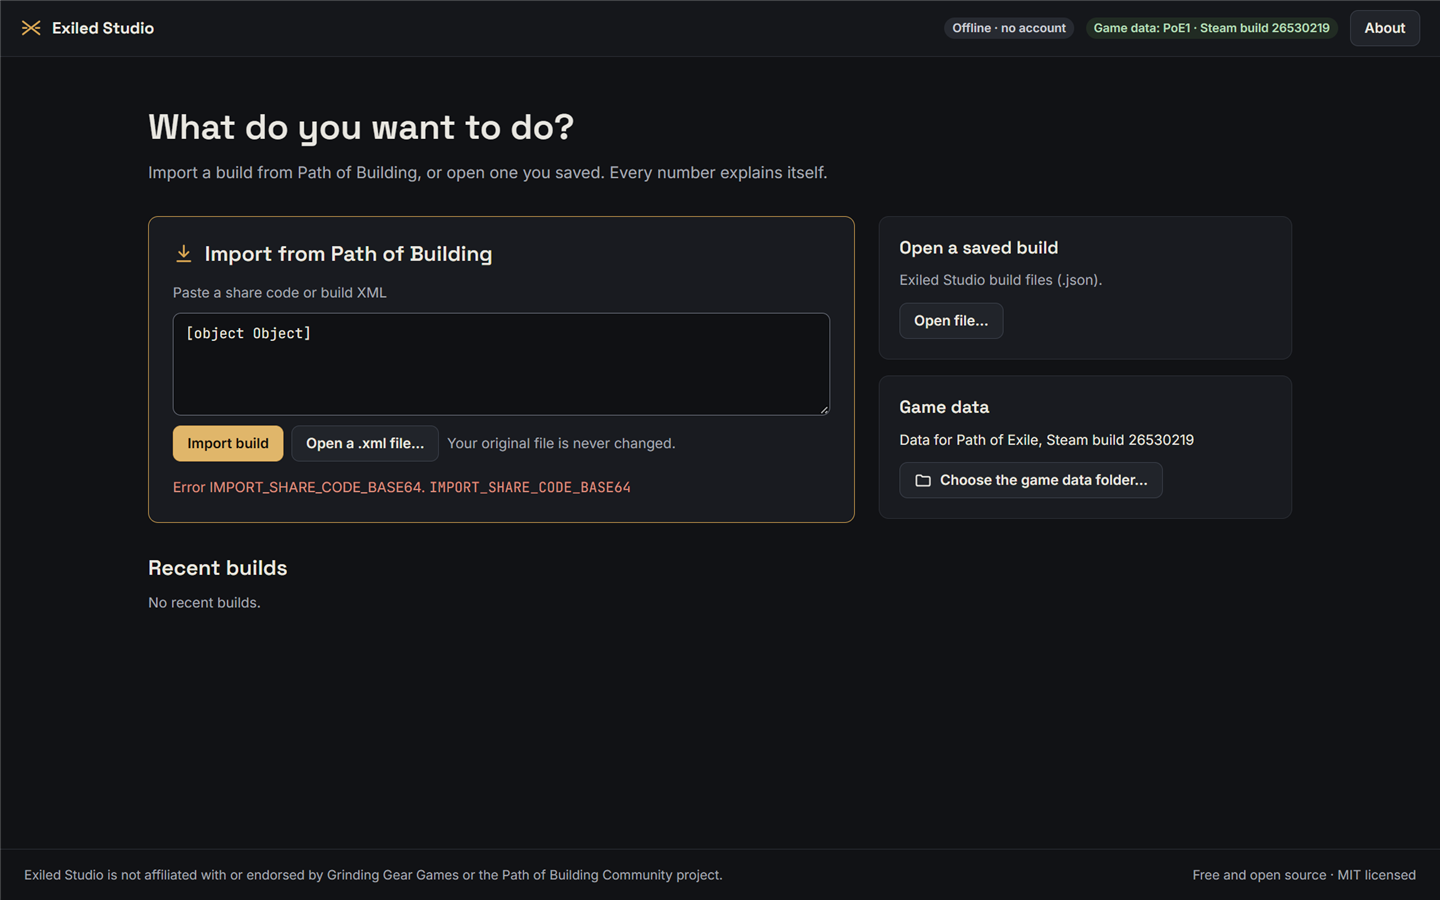 Exiled Studio
Offline · no account
Game data: PoE1 · Steam build 26530219
About
What do you want to do?
Import a build from Path of Building, or open one you saved. Every number explains itself.
Import from Path of Building
Paste a share code or build XML
[object Object]
Import build
Open a .xml file...
Your original file is never changed.
Error IMPORT_SHARE_CODE_BASE64. IMPORT_SHARE_CODE_BASE64
Open a saved build
Exiled Studio build files (.json).
Open file...
Game data
Data for Path of Exile, Steam build 26530219
Choose the game data folder...
Recent builds
No recent builds.
Exiled Studio is not affiliated with or endorsed by Grinding Gear Games or the Path of Building Community project.
Free and open source · MIT licensed